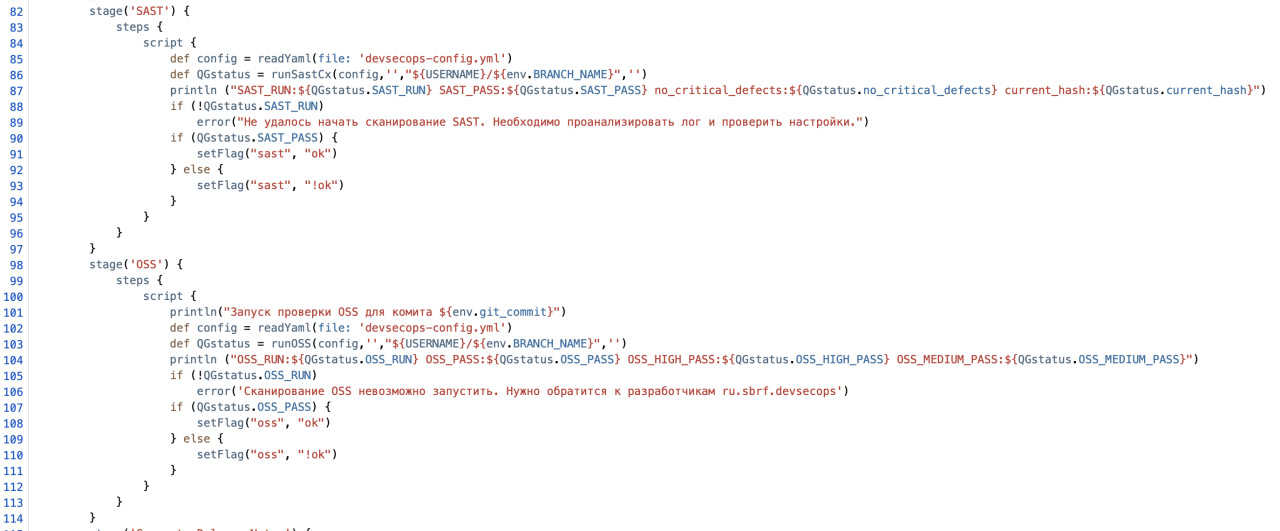 82 stage('SAST') {
83 steps {
84 script {
85 def config = readYaml(file: 'devsecops-config.yml')
86 def QGstatus = runSastCx(config,'',"${USERNAME}/${env.BRANCH_NAME}",'')
87 println ("SAST_RUN:${QGstatus.SAST_RUN} SAST_PASS:${QGstatus.SAST_PASS} no_critical_defects:${QGstatus.no_critical_defects} current_hash:${QGstatus.current_hash}")
88 if (!QGstatus.SAST_RUN)
89 error("Не удалось начать сканирование SAST. Необходимо проанализировать лог и проверить настройки.")
90 if (QGstatus.SAST_PASS) {
91 setFlag("sast", "ok")
92 } else {
93 setFlag("sast", "!ok")
94 }
95 }
96 }
97 }
98 stage('OSS') {
99 steps {
100 script {
101 println("Запуск проверки OSS для комита ${env.git_commit}")
102 def config = readYaml(file: 'devsecops-config.yml')
103 def QGstatus = runOSS(config,'',"${USERNAME}/${env.BRANCH_NAME}",'')
104 println ("OSS_RUN:${QGstatus.OSS_RUN} OSS_PASS:${QGstatus.OSS_PASS} OSS_HIGH_PASS:${QGstatus.OSS_HIGH_PASS} OSS_MEDIUM_PASS:${QGstatus.OSS_MEDIUM_PASS}")
105 if (!QGstatus.OSS_RUN)
106 error('Сканирование OSS невозможно запустить. Нужно обратится к разработчикам ru.sbrf.devsecops')
107 if (QGstatus.OSS_PASS) {
108 setFlag("oss", "ok")
109 } else {
110 setFlag("oss", "!ok")
111 }
112 }
113 }
114 }